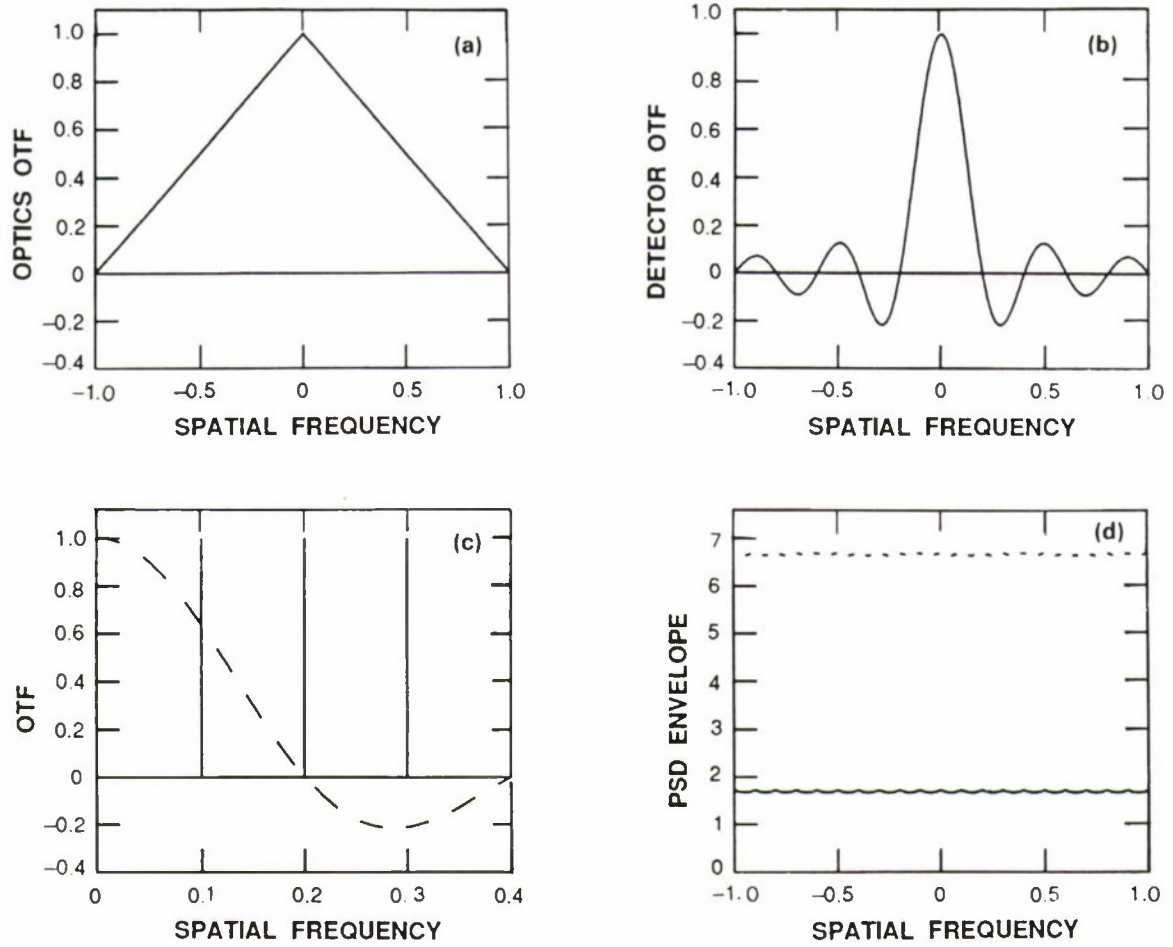 (a)
OPTICS OTF
1.0
0.8
0.6
0.4
0.2
0
−0.2
−0.4
−1.0 −0.5 0 0.5 1.0
SPATIAL FREQUENCY
(b)
DETECTOR OTF
1.0
0.8
0.6
0.4
0.2
0
−0.2
−0.4
−1.0 −0.5 0 0.5 1.0
SPATIAL FREQUENCY
(c)
OTF
1.0
0.8
0.6
0.4
0.2
0
−0.2
−0.4
0 0.1 0.2 0.3 0.4
SPATIAL FREQUENCY
(d)
PSD ENVELOPE
7
6
5
4
3
2
1
0
−1.0 −0.5 0 0.5 1.0
SPATIAL FREQUENCY